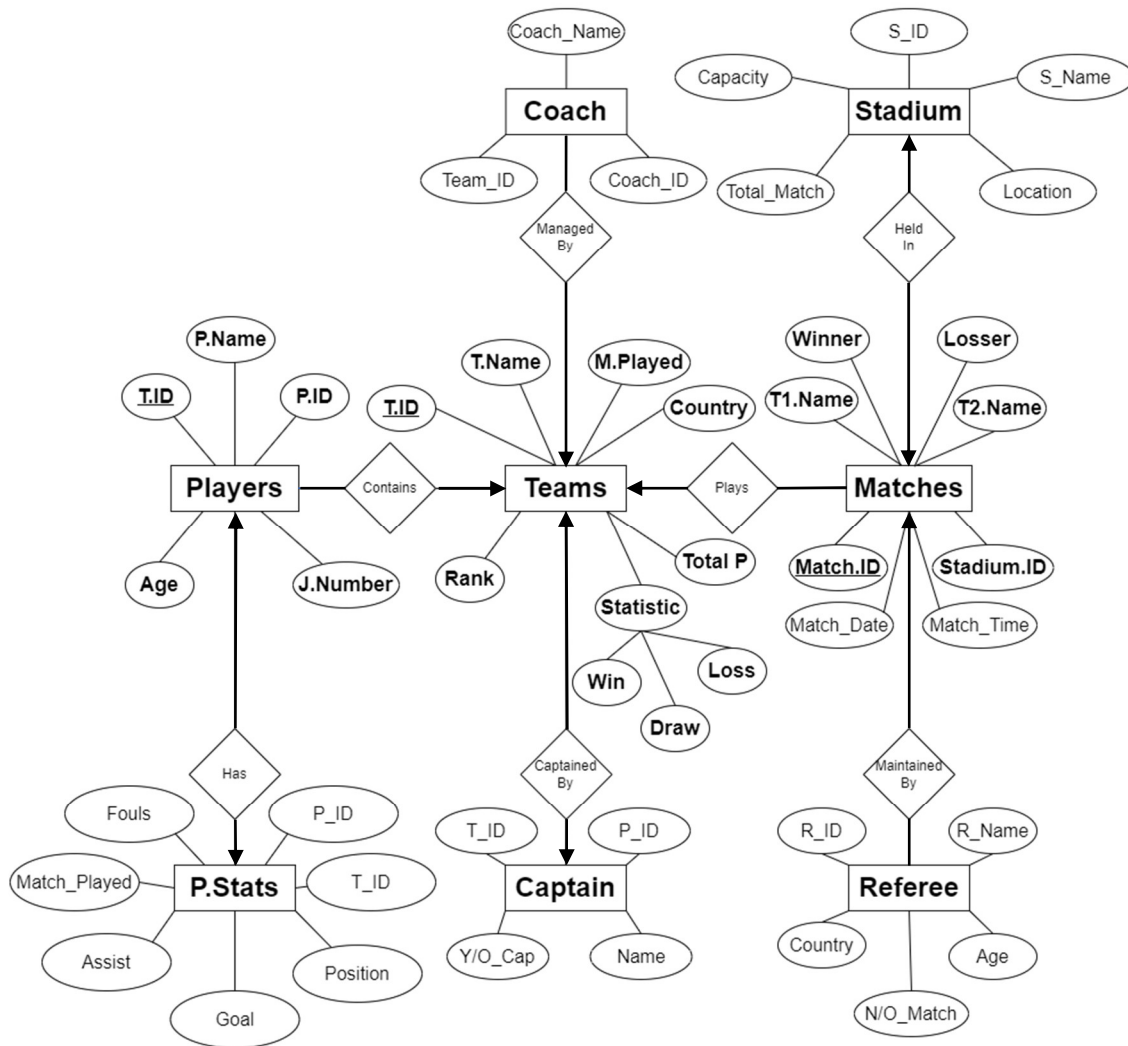 Coach_Name
S_ID
Capacity
S_Name
Coach
Stadium
Team_ID
Coach_ID
Total_Match
Location
Managed
By
Held
In
P.Name
T.ID
P.ID
T.Name
M.Played
T.ID
Country
Winner
Losser
T1.Name
T2.Name
Players
Contains
Teams
Plays
Matches
Age
J.Number
Rank
Total P
Statistic
Win
Loss
Draw
Match.ID
Stadium.ID
Match_Date
Match_Time
Has
Captained
By
Maintained
By
Fouls
P_ID
Match_Played
T_ID
P.Stats
Assist
Position
Goal
T_ID
P_ID
Captain
Y/O_Cap
Name
R_ID
R_Name
Referee
Country
Age
N/O_Match